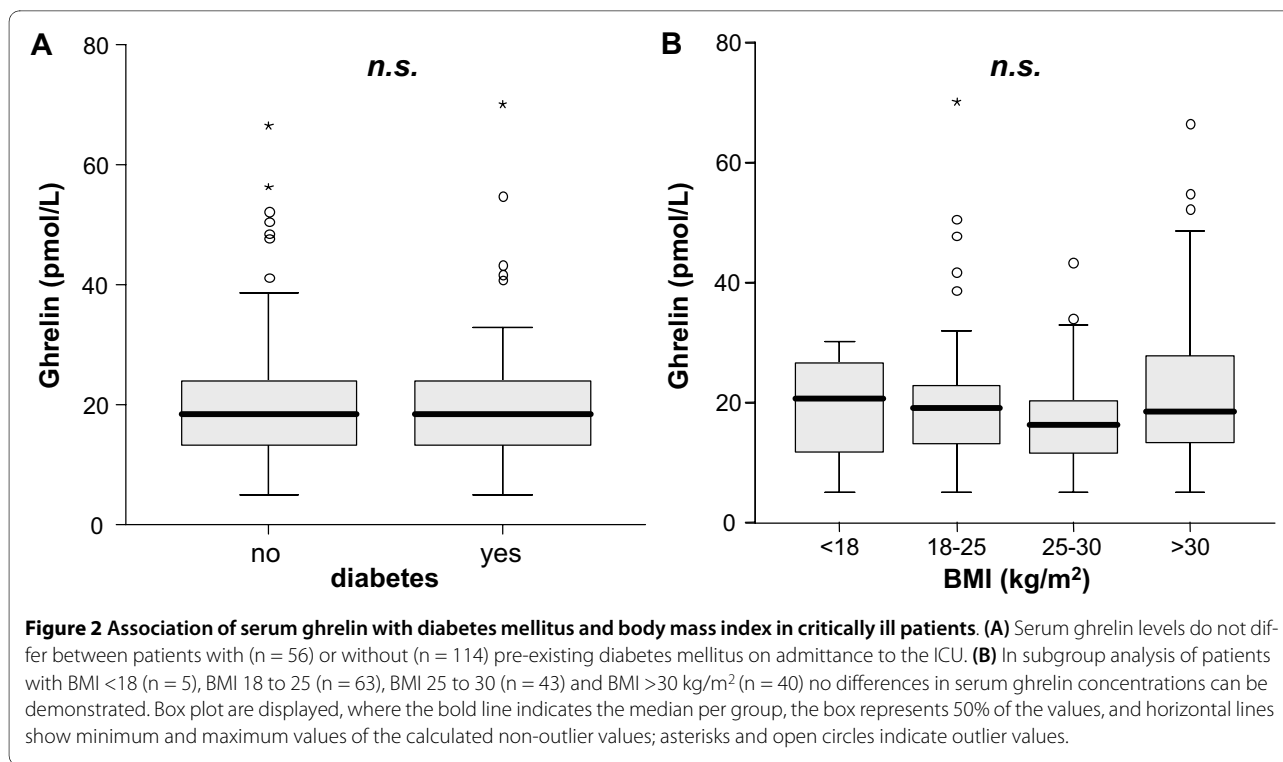 A
n.s.
80
60
40
20
0
Ghrelin (pmol/L)
no yes
diabetes
B
n.s.
80
60
40
20
0
Ghrelin (pmol/L)
<18 18-25 25-30 >30
BMI (kg/m²)
Figure 2 Association of serum ghrelin with diabetes mellitus and body mass index in critically ill patients. (A) Serum ghrelin levels do not dif-
fer between patients with (n = 56) or without (n = 114) pre-existing diabetes mellitus on admittance to the ICU. (B) In subgroup analysis of patients
with BMI <18 (n = 5), BMI 18 to 25 (n = 63), BMI 25 to 30 (n = 43) and BMI >30 kg/m² (n = 40) no differences in serum ghrelin concentrations can be
demonstrated. Box plot are displayed, where the bold line indicates the median per group, the box represents 50% of the values, and horizontal lines
show minimum and maximum values of the calculated non-outlier values; asterisks and open circles indicate outlier values.